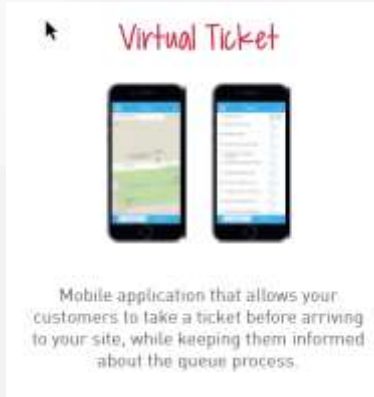 Virtual Ticket
Mobile application that allows your
customers to take a ticket before arriving
to your site, while keeping them informed
about the queue process.